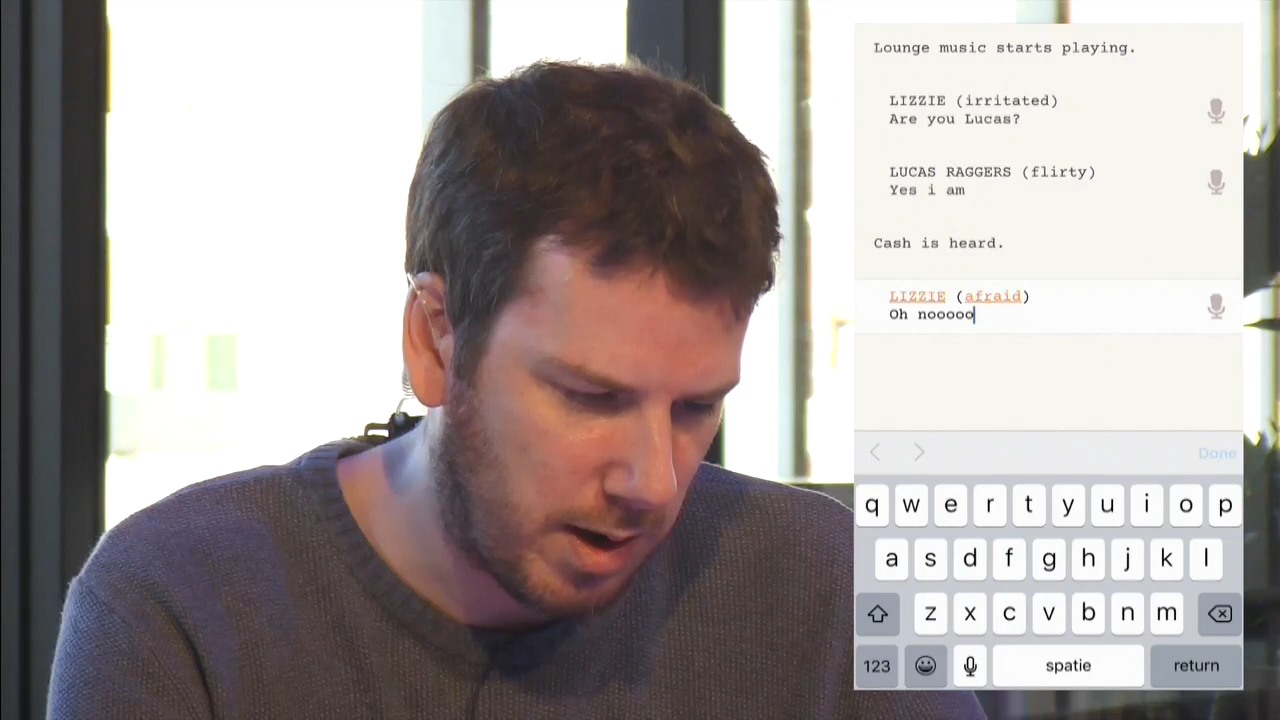 Lounge music starts playing.
LIZZIE (irritated)
Are you Lucas?
LUCAS RAGGERS (flirty)
Yes i am
Cash is heard.
LIZZIE (afraid)
Oh nooooo
Done
q w e r t y u i o p
a s d f g h j k l
z x c v b n m
123 spatie return